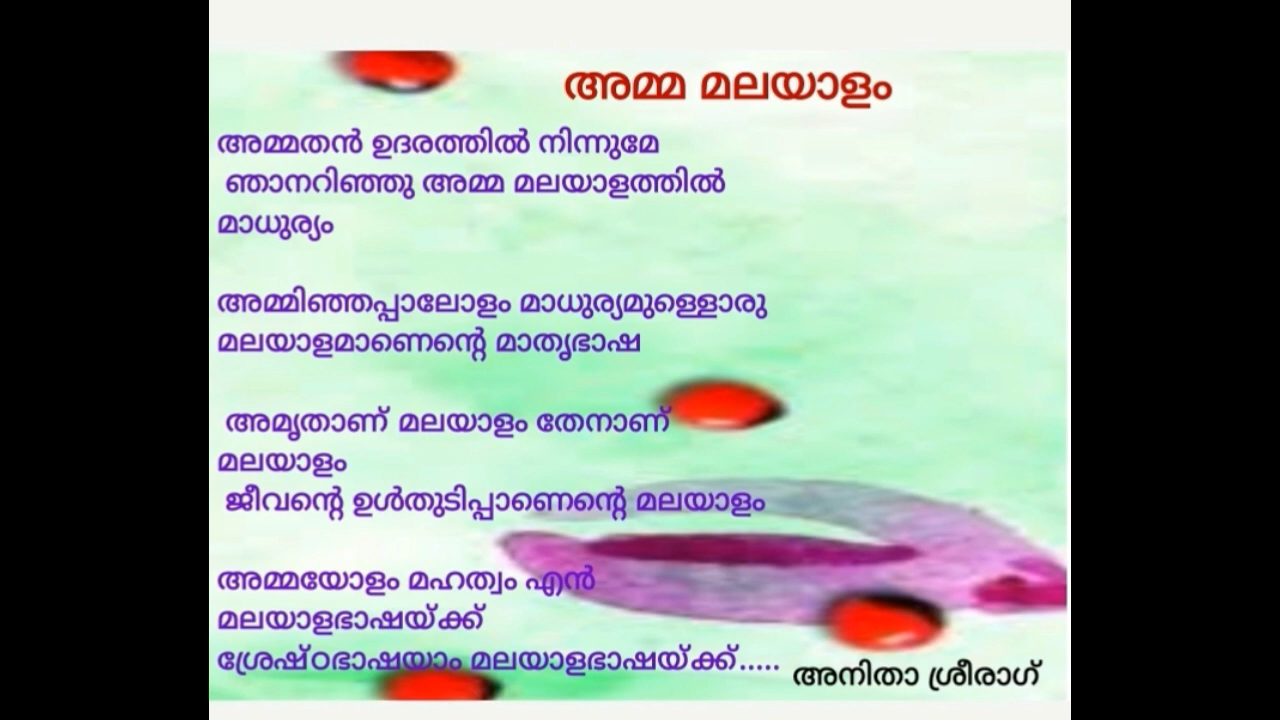 അമ്മ മലയാളം
അമ്മതൻ ഉദരത്തിൽ നിന്നുമേ
ഞാനറിഞ്ഞു അമ്മ മലയാളത്തിൽ
മാധുര്യം
അമ്മിഞ്ഞപ്പാലോളം മാധുര്യമുള്ളൊരു
മലയാളമാണെന്റെ മാതൃഭാഷ
അമൃതാണ് മലയാളം തേനാണ്
മലയാളം
ജീവന്റെ ഉൾതുടിപ്പാണെന്റെ മലയാളം
അമ്മയോളം മഹത്വം എൻ
മലയാളഭാഷയ്ക്ക്
ശ്രേഷ്ഠഭാഷയാം മലയാളഭാഷയ്ക്ക്.....
അനിതാ ശ്രീരാഗ്